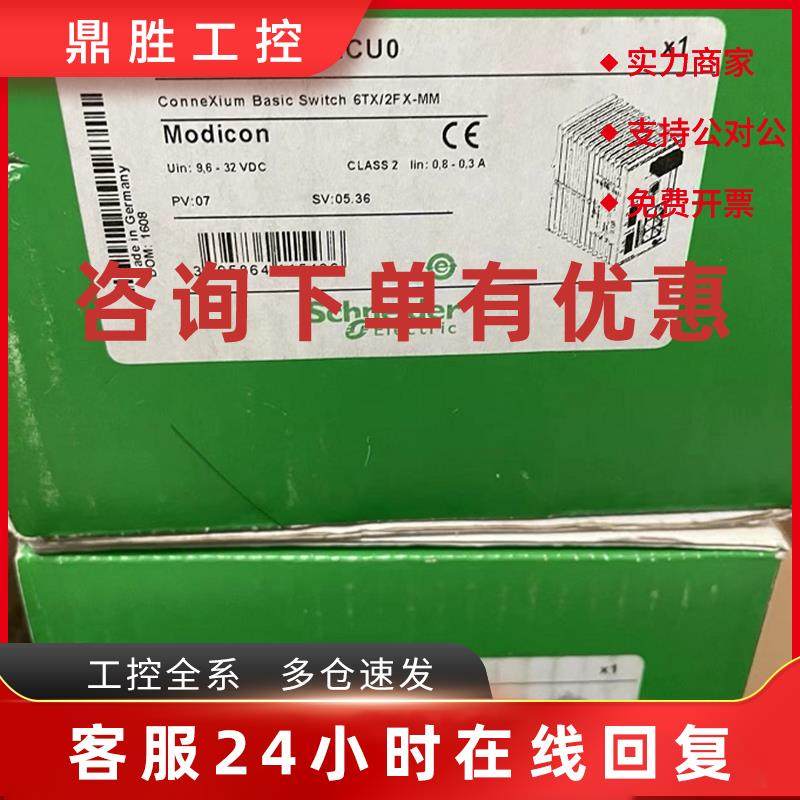 鼎胜工控
CU0
x1
实力商家
ConneXium Basic Switch 6TX/2FX-MM
支持公对公
Modicon
CE
Uin: 9,6 - 32 VDC
CLASS 2
Iin: 0,8 - 0,3 A
免费开票
PV:07
SV:05.36
Made in Germany
DOM: 1608
咨询下单有优惠
Schneider
Electric
x1
工控全系 多仓速发
客服24小时在线回复